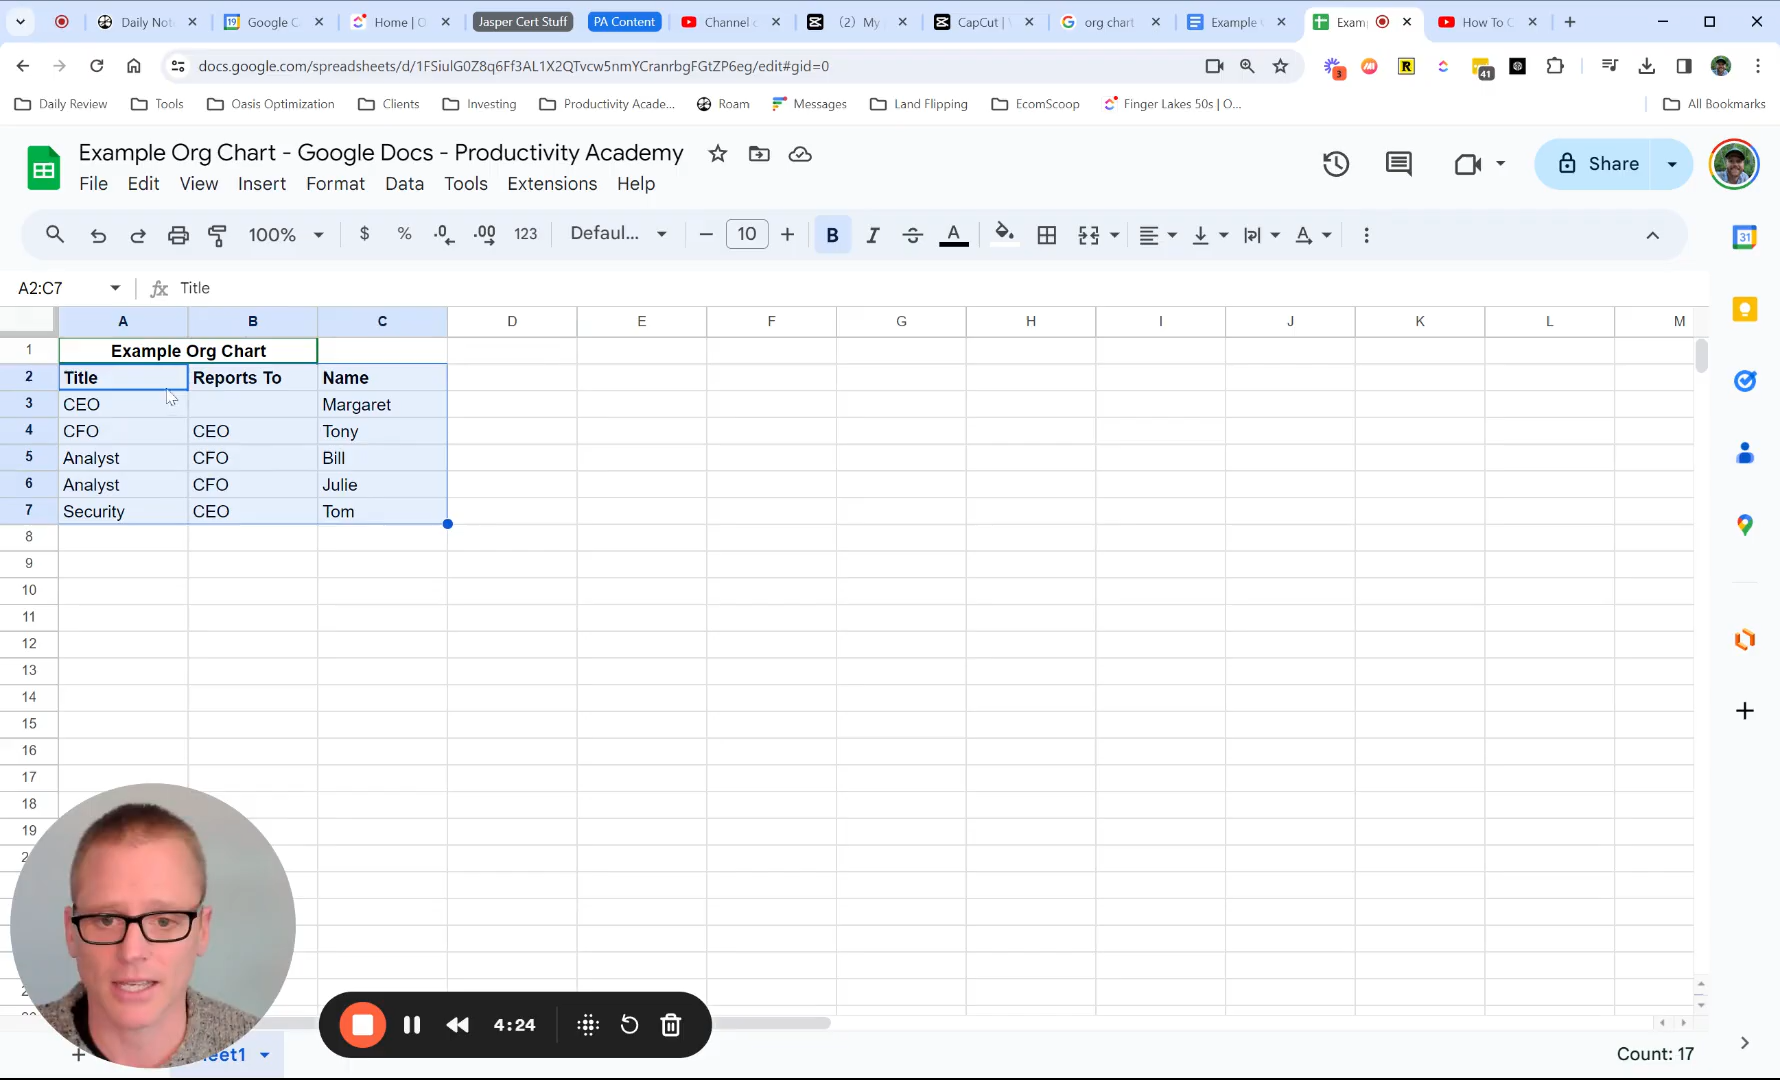 Daily Not
Google C
Home | O
Jasper Cert Stuff
PA Content
Channel c
(2) My
CapCut |
org chart
Example
Examp
How To C
docs.google.com/spreadsheets/d/1FSiulG0Z8q6Ff3AL1X2QTvcw5nmYCranrbgFGtZP6eg/edit#gid=0
3
41
Daily Review
Tools
Oasis Optimization
Clients
Investing
Productivity Acade...
Roam
Messages
Land Flipping
EcomScoop
Finger Lakes 50s | O...
All Bookmarks
Example Org Chart - Google Docs - Productivity Academy
File Edit View Insert Format Data Tools Extensions Help
Share
100% $ % .0 .00 123 Defaul... 10 B I S A
31
A2:C7 fx Title
A B C D E F G H I J K L M
1 Example Org Chart
2 Title Reports To Name
3 CEO Margaret
4 CFO CEO Tony
5 Analyst CFO Bill
6 Analyst CFO Julie
7 Security CEO Tom
8
9
10
11
12
13
14
15
16
17
18
19
4:24
eet1
Count: 17